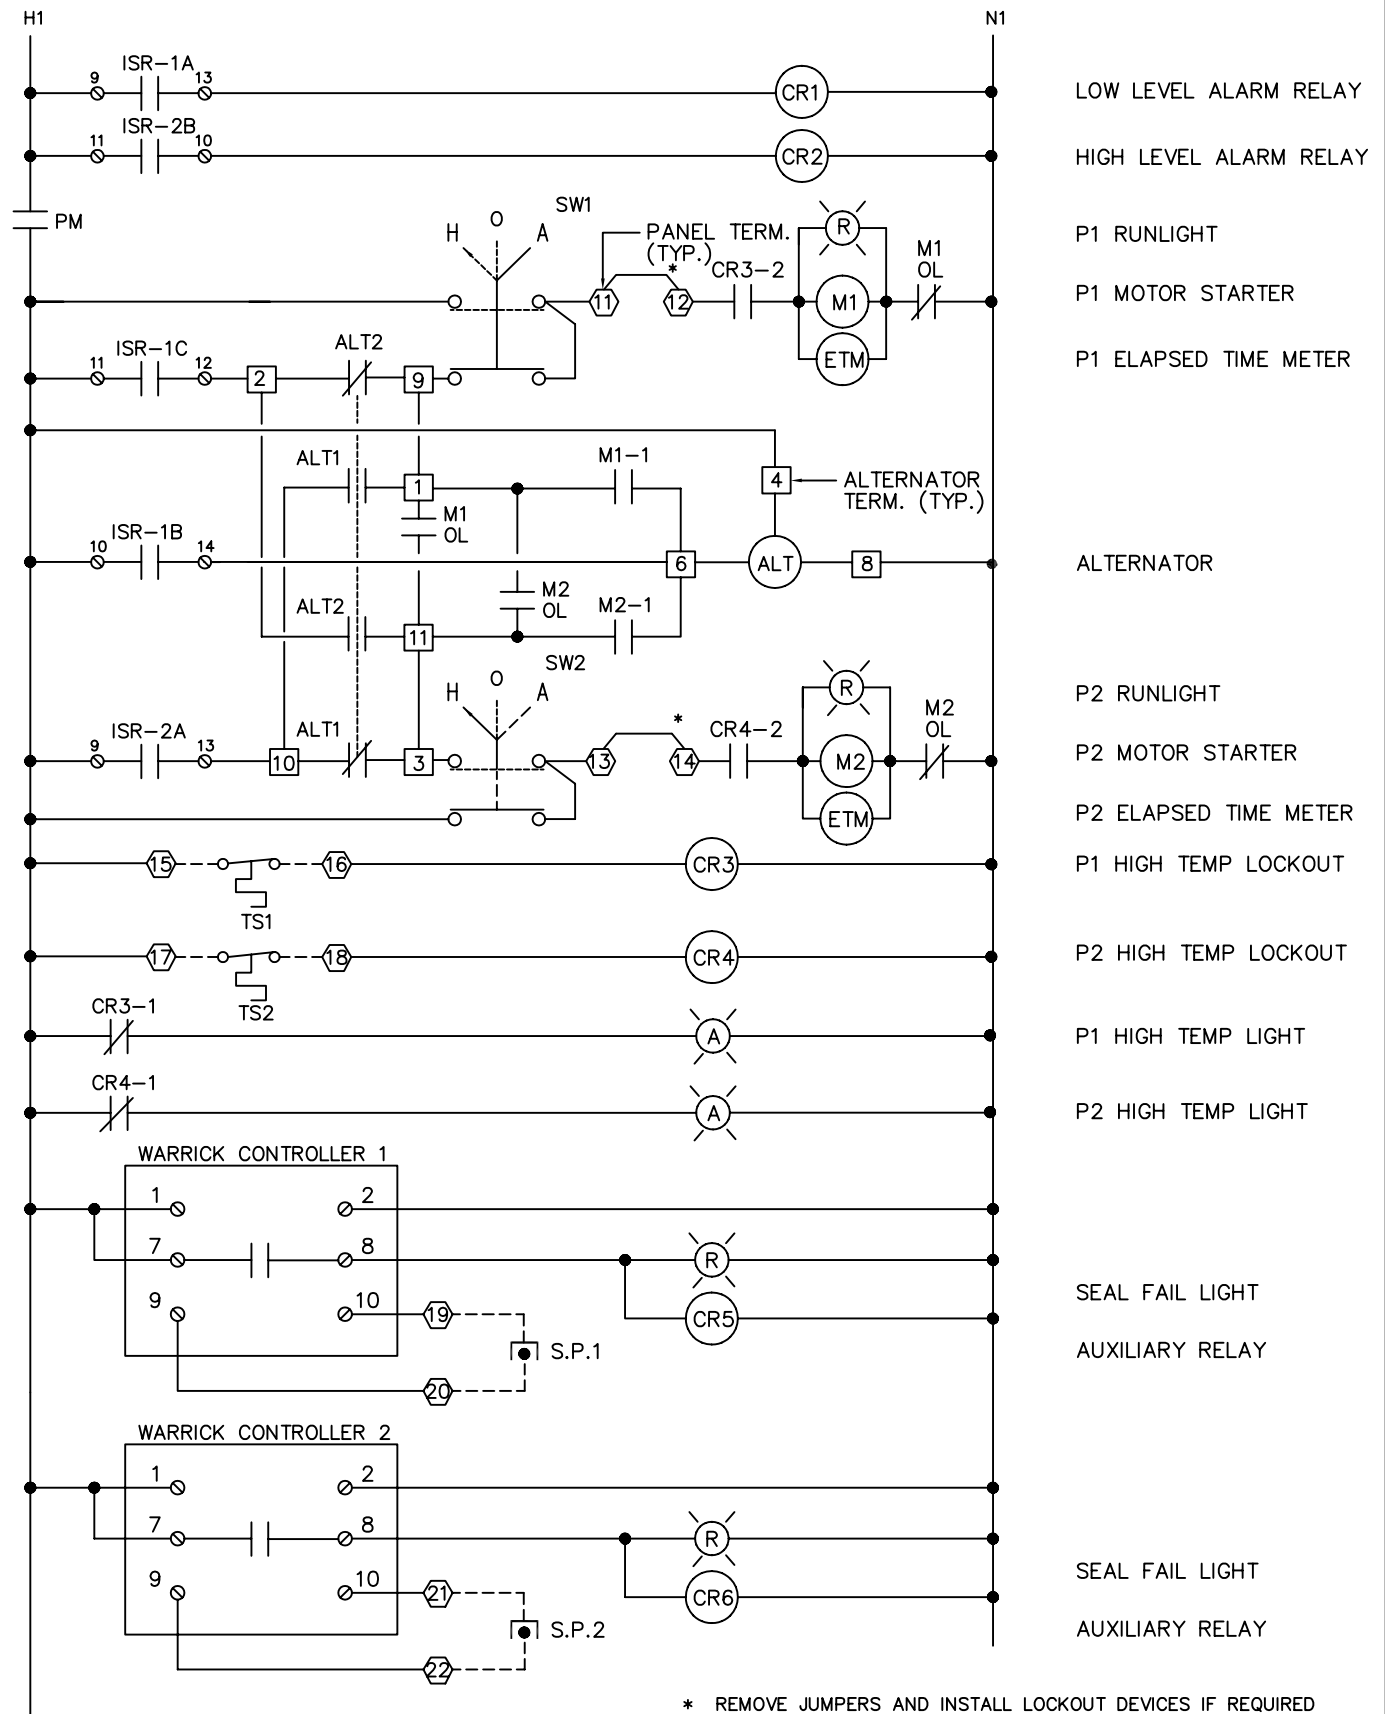 H1 N1
ISR-1A
9 13
CR1 LOW LEVEL ALARM RELAY
ISR-2B
11 10
CR2 HIGH LEVEL ALARM RELAY
PM
SW1
H O A
PANEL TERM.
(TYP.)
*
R P1 RUNLIGHT
M1
OL
CR3-2
11 12 M1 P1 MOTOR STARTER
ISR-1C ALT2
ETM P1 ELAPSED TIME METER
11 12 2 9
ALT1 M1-1
1 4 ALTERNATOR
TERM. (TYP.)
M1
OL
ISR-1B
10 14 6 ALT 8 ALTERNATOR
M2
OL
ALT2 M2-1
11
SW2
H O A
R P2 RUNLIGHT
M2
OL
*
ISR-2A ALT1 CR4-2
9 13 10 3 13 14 M2 P2 MOTOR STARTER
ETM P2 ELAPSED TIME METER
15 16 CR3 P1 HIGH TEMP LOCKOUT
TS1
17 18 CR4 P2 HIGH TEMP LOCKOUT
TS2
CR3-1
A P1 HIGH TEMP LIGHT
CR4-1
A P2 HIGH TEMP LIGHT
WARRICK CONTROLLER 1
1 2
7 8 R
SEAL FAIL LIGHT
9 10 19 CR5
S.P.1 AUXILIARY RELAY
20
WARRICK CONTROLLER 2
1 2
7 8 R
SEAL FAIL LIGHT
9 10 21 CR6
S.P.2 AUXILIARY RELAY
22
* REMOVE JUMPERS AND INSTALL LOCKOUT DEVICES IF REQUIRED